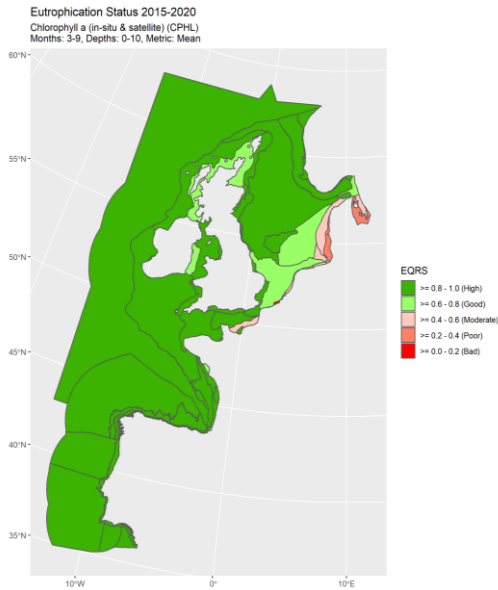 Eutrophication Status 2015-2020
Chlorophyll a (in-situ & satellite) (CPHL)
Months: 3-9, Depths: 0-10, Metric: Mean
60°N
55°N
50°N
45°N
40°N
35°N
10°W
0°
10°E
EQRS
>= 0.8 - 1.0 (High)
>= 0.6 - 0.8 (Good)
>= 0.4 - 0.6 (Moderate)
>= 0.2 - 0.4 (Poor)
>= 0.0 - 0.2 (Bad)